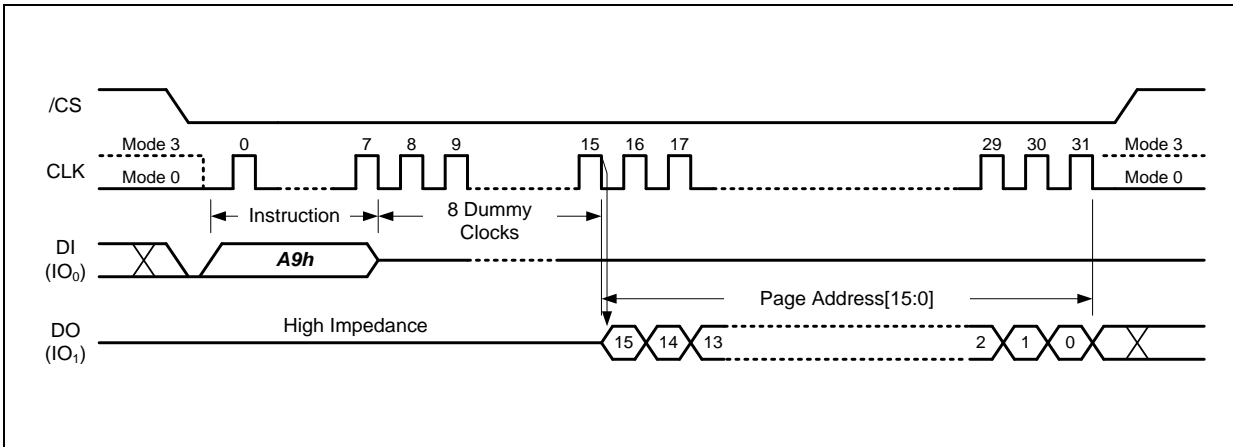 /CS
Mode 3 0 7 8 9 15 16 17 29 30 31 Mode 3
CLK
Mode 0 Mode 0
Instruction 8 Dummy
Clocks
DI
(IO₀)
A9h
Page Address[15:0]
DO
(IO₁)
High Impedance
15 14 13 2 1 0